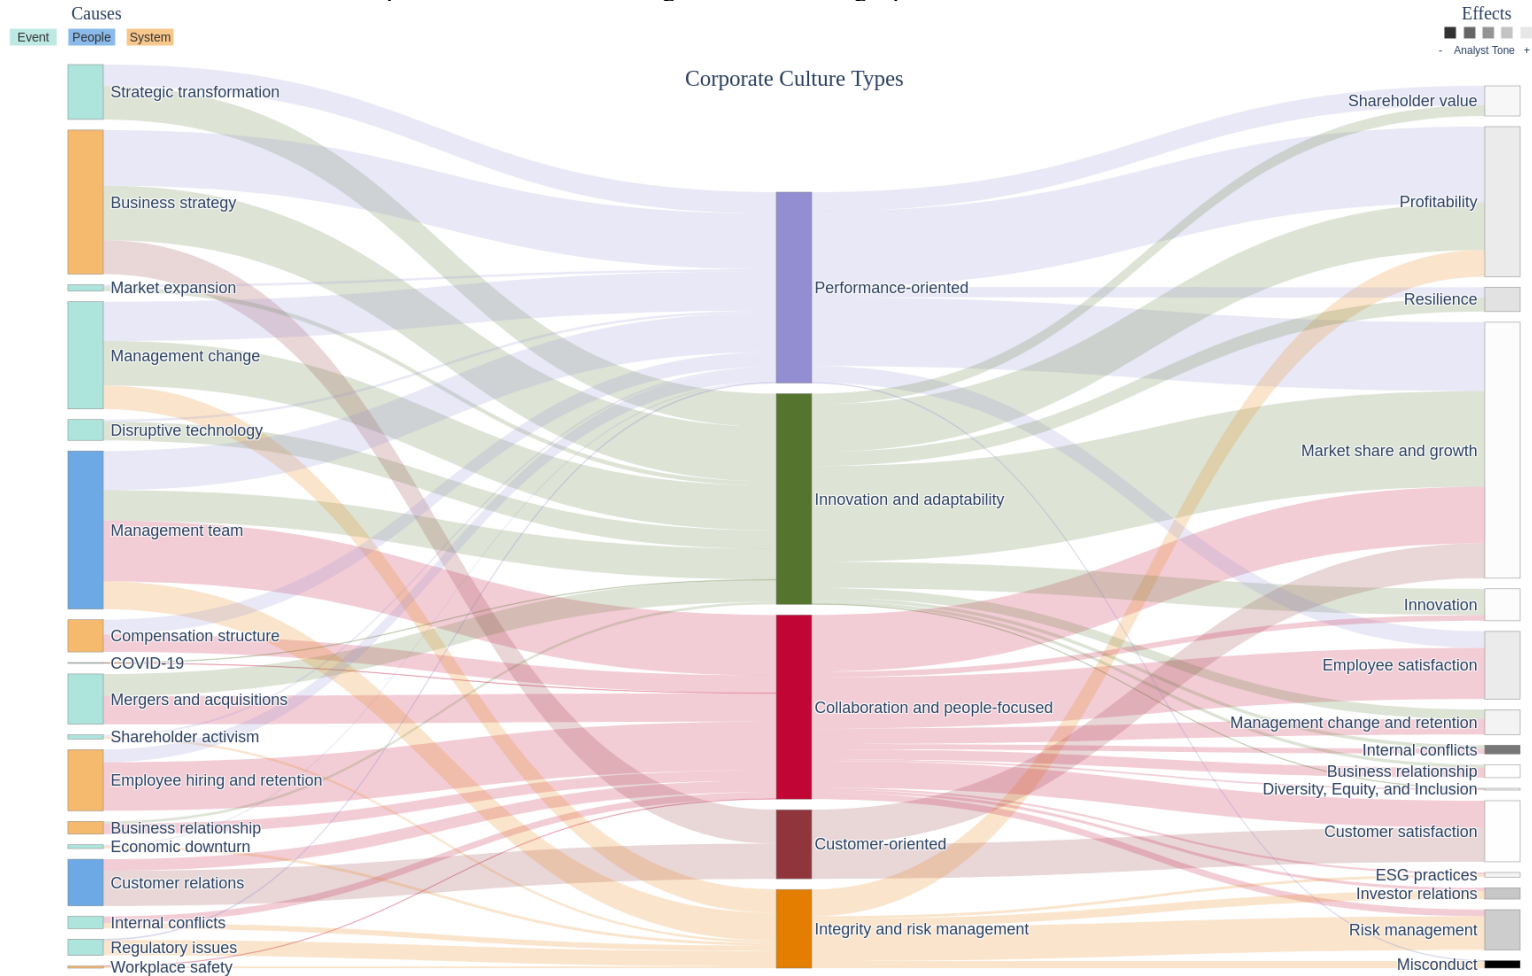 Causes
Event People System
Effects
- Analyst Tone +
Corporate Culture Types
Strategic transformation
Business strategy
Market expansion
Management change
Disruptive technology
Management team
Compensation structure
COVID-19
Mergers and acquisitions
Shareholder activism
Employee hiring and retention
Business relationship
Economic downturn
Customer relations
Internal conflicts
Regulatory issues
Workplace safety
Performance-oriented
Innovation and adaptability
Collaboration and people-focused
Customer-oriented
Integrity and risk management
Shareholder value
Profitability
Resilience
Market share and growth
Innovation
Employee satisfaction
Management change and retention
Internal conflicts
Business relationship
Diversity, Equity, and Inclusion
Customer satisfaction
ESG practices
Investor relations
Risk management
Misconduct